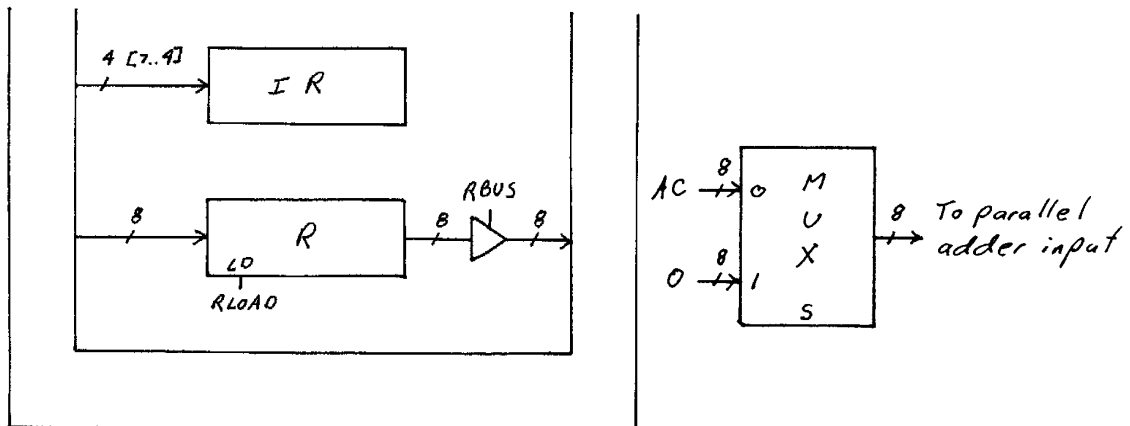 4 [7..4]
I R
8
R
LD
RLOAD
8
RBUS
8
AC
8
0
M
U
X
S
0
8
1
8
To parallel
adder input